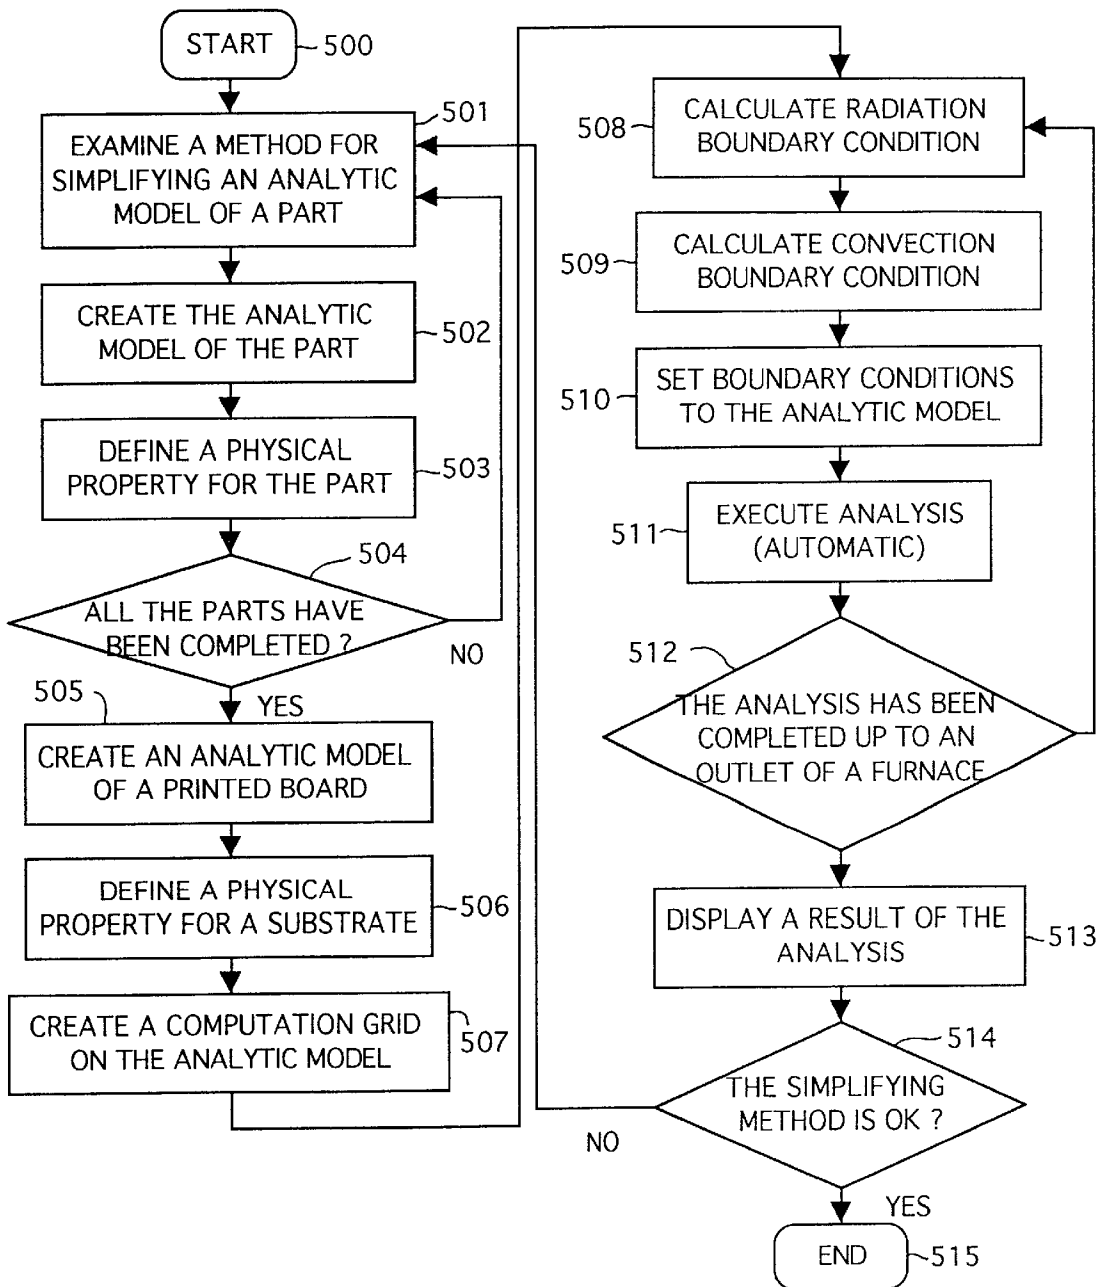 START
500
501
EXAMINE A METHOD FOR
SIMPLIFYING AN ANALYTIC
MODEL OF A PART
CREATE THE ANALYTIC
MODEL OF THE PART
502
DEFINE A PHYSICAL
PROPERTY FOR THE PART
503
504
ALL THE PARTS HAVE
BEEN COMPLETED ?
NO
YES
505
CREATE AN ANALYTIC MODEL
OF A PRINTED BOARD
DEFINE A PHYSICAL
PROPERTY FOR A SUBSTRATE
506
CREATE A COMPUTATION GRID
ON THE ANALYTIC MODEL
507
508
CALCULATE RADIATION
BOUNDARY CONDITION
509
CALCULATE CONVECTION
BOUNDARY CONDITION
510
SET BOUNDARY CONDITIONS
TO THE ANALYTIC MODEL
511
EXECUTE ANALYSIS
(AUTOMATIC)
512
THE ANALYSIS HAS BEEN
COMPLETED UP TO AN
OUTLET OF A FURNACE
DISPLAY A RESULT OF THE
ANALYSIS
513
514
THE SIMPLIFYING
METHOD IS OK ?
NO
YES
END
515